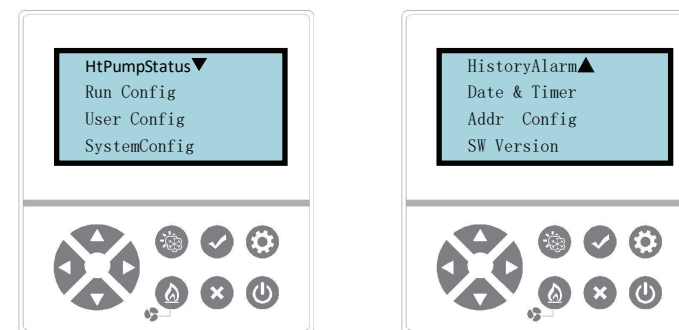 HtPumpStatus▼
Run Config
User Config
SystemConfig
HistoryAlarm▲
Date & Timer
Addr Config
SW Version